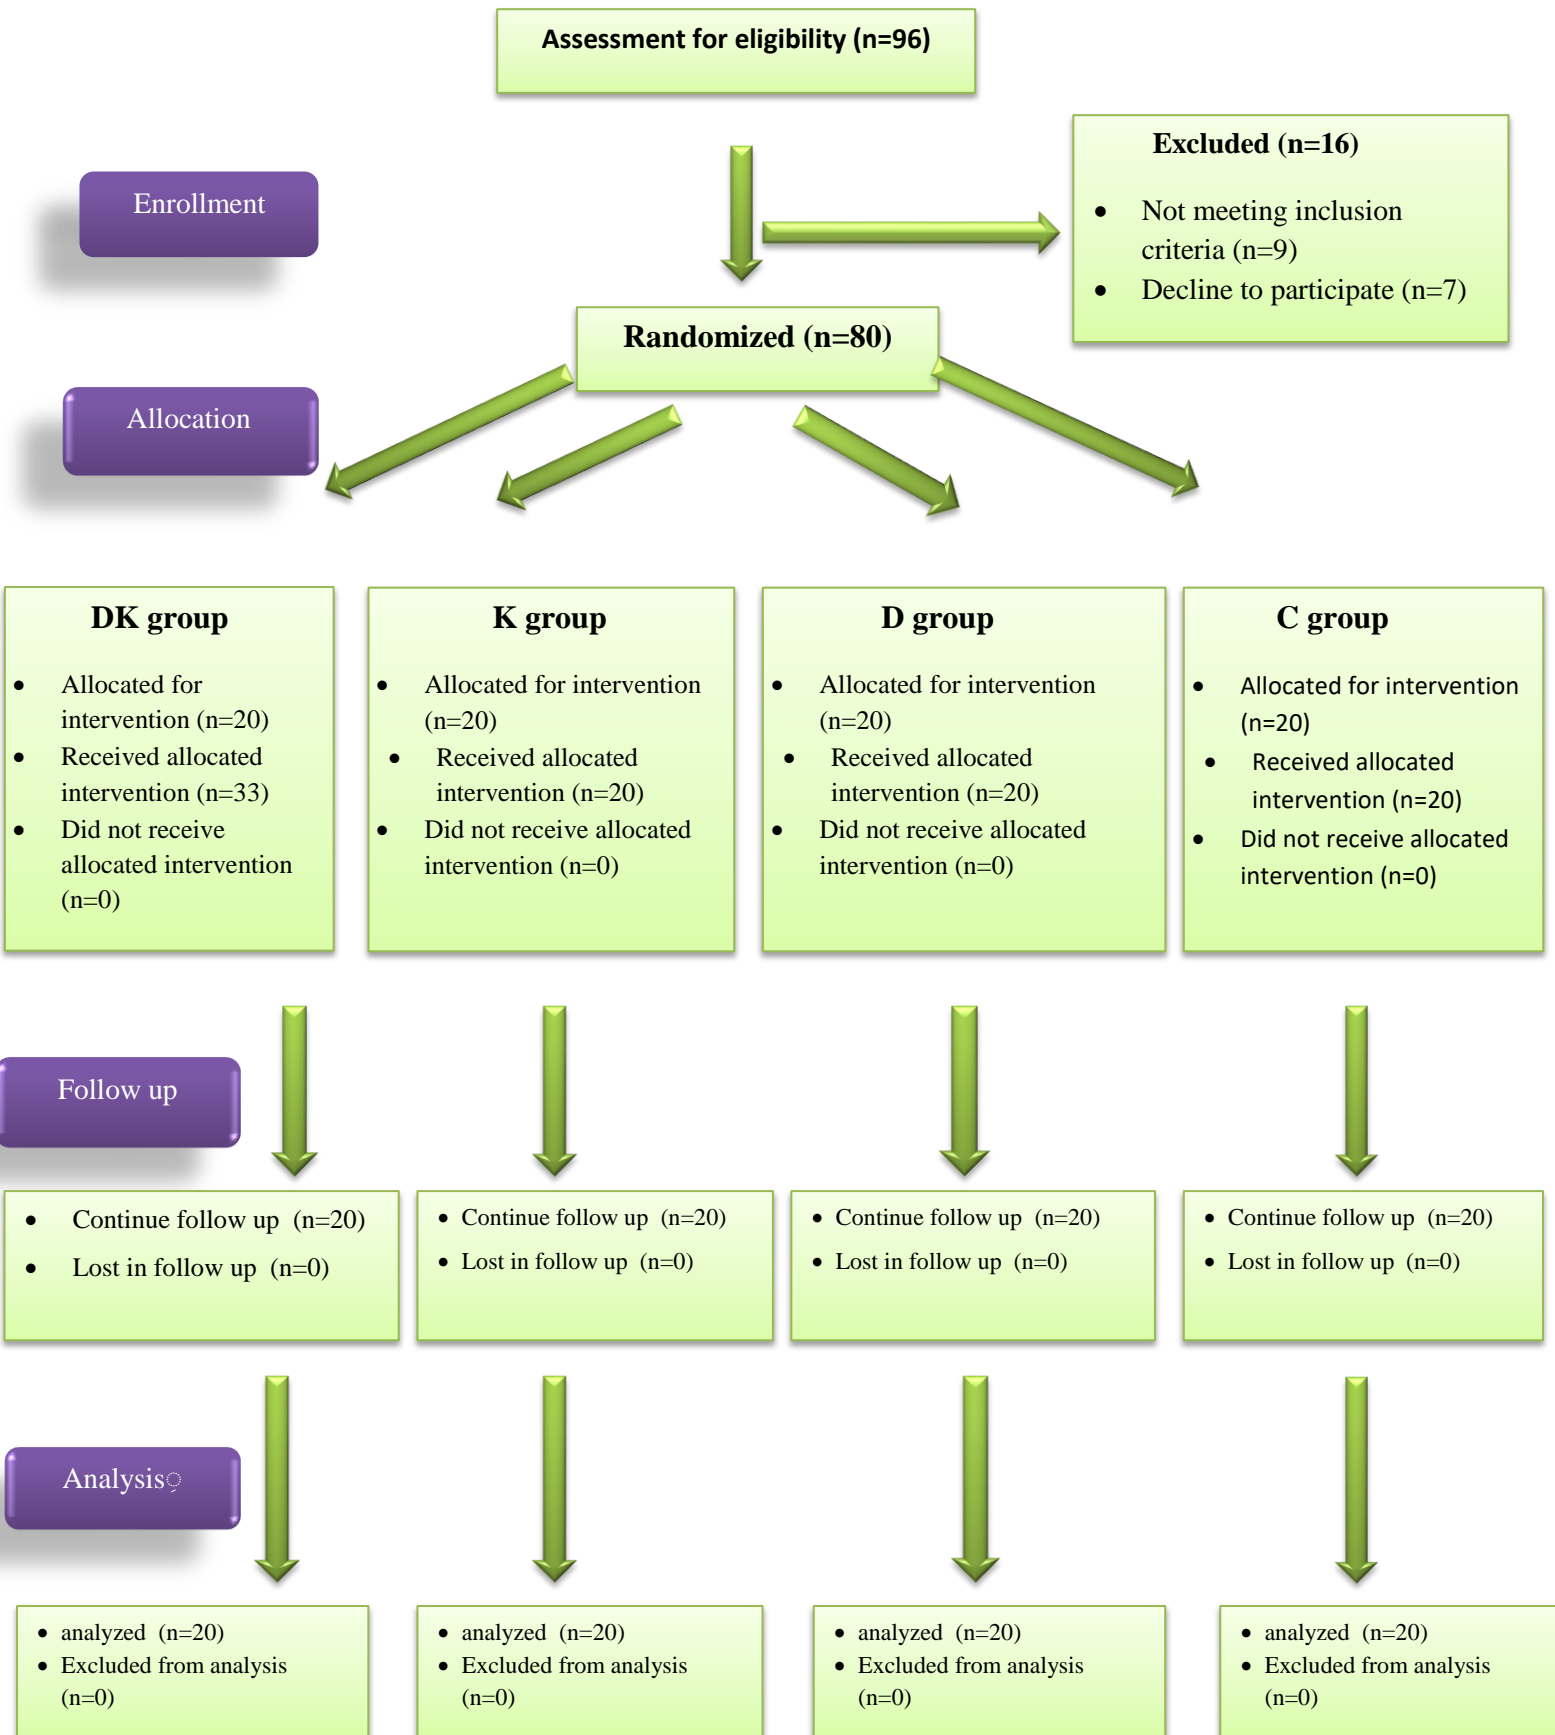 Assessment for eligibility (n=96)
Excluded (n=16)
• Not meeting inclusion
criteria (n=9)
• Decline to participate (n=7)
Enrollment
Randomized (n=80)
Allocation
DK group
• Allocated for
intervention (n=20)
• Received allocated
intervention (n=33)
• Did not receive
allocated intervention
(n=0)
K group
• Allocated for intervention
(n=20)
• Received allocated
intervention (n=20)
• Did not receive allocated
intervention (n=0)
D group
• Allocated for intervention
(n=20)
• Received allocated
intervention (n=20)
• Did not receive allocated
intervention (n=0)
C group
• Allocated for intervention
(n=20)
• Received allocated
intervention (n=20)
• Did not receive allocated
intervention (n=0)
Follow up
• Continue follow up (n=20)
• Lost in follow up (n=0)
• Continue follow up (n=20)
• Lost in follow up (n=0)
• Continue follow up (n=20)
• Lost in follow up (n=0)
• Continue follow up (n=20)
• Lost in follow up (n=0)
Analysis
• analyzed (n=20)
• Excluded from analysis
(n=0)
• analyzed (n=20)
• Excluded from analysis
(n=0)
• analyzed (n=20)
• Excluded from analysis
(n=0)
• analyzed (n=20)
• Excluded from analysis
(n=0)